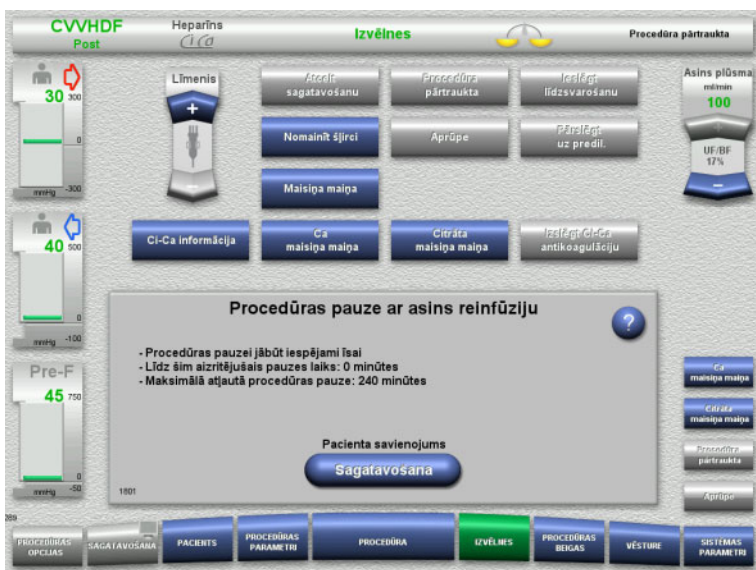 CVVHDF
Post
Heparīns
Ci Ca
Izvēlnes
Procedūra pārtraukta
30
300
0
-300
mmHg
Līmenis
+
−
Atcelt
sagatavošanu
Procedūra
pārtraukta
Ieslēgt
līdzsvarošanu
Nomainīt šļirci
Aprūpe
Pārslēgt
uz predil.
Maisiņa maiņa
Asins plūsma
ml/min
100
+
UF/BF
17%
−
Ci-Ca informācija
Ca
maisiņa maiņa
Citrāta
maisiņa maiņa
Izslēgt Ci-Ca
antikoagulāciju
40
500
0
-100
mmHg
Procedūras pauze ar asins reinfūziju
?
- Procedūras pauzei jābūt iespējami īsai
- Līdz šim aizritējušais pauzes laiks: 0 minūtes
- Maksimālā atļautā procedūras pauze: 240 minūtes
Pacienta savienojums
Sagatavošana
1801
Pre-F
45
750
0
-50
mmHg
Ca
maisiņa maiņa
Citrāta
maisiņa maiņa
Procedūra
pārtraukta
Aprūpe
389
PROCEDŪRAS
OPCIJAS
SAGATAVOŠANA
PACIENTS
PROCEDŪRAS
PARAMETRI
PROCEDŪRA
IZVĒLNES
PROCEDŪRAS
BEIGAS
VĒSTURE
SISTĒMAS
PARAMETRI